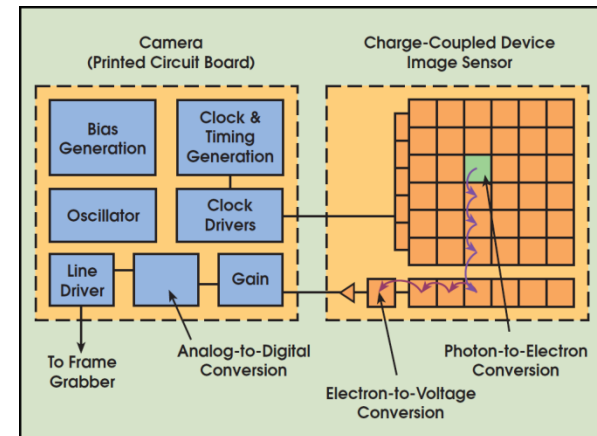 Camera
(Printed Circuit Board)
Charge-Coupled Device
Image Sensor
Bias
Generation
Clock &
Timing
Generation
Oscillator
Clock
Drivers
Line
Driver
Gain
To Frame
Grabber
Analog-to-Digital
Conversion
Electron-to-Voltage
Conversion
Photon-to-Electron
Conversion